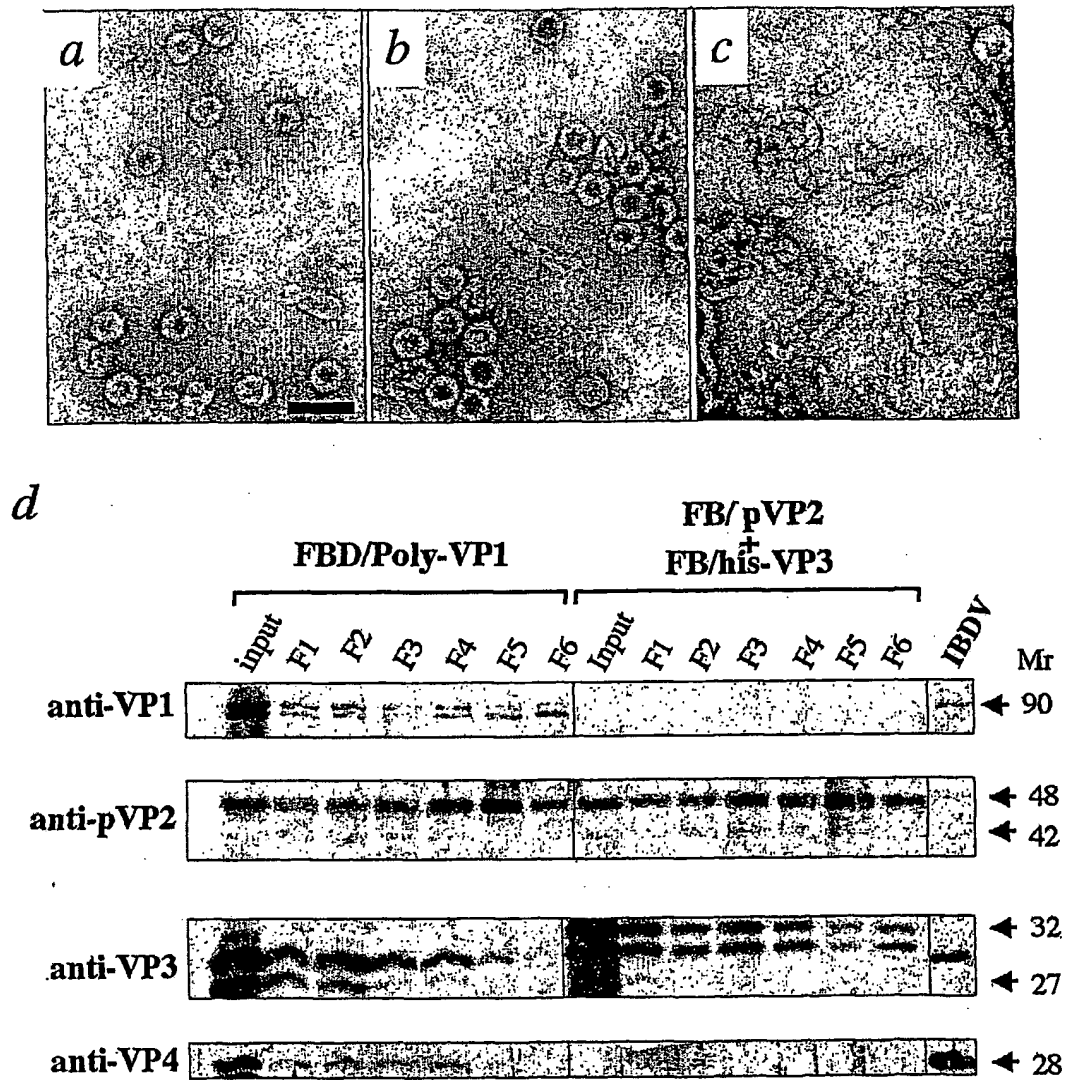 a b c
d
FBD/Poly-VP1
FB/pVP2
+
FB/his-VP3
input F1 F2 F3 F4 F5 F6 Input F1 F2 F3 F4 F5 F6 IBDV Mr
anti-VP1 90
anti-pVP2 48
42
anti-VP3 32
27
anti-VP4 28